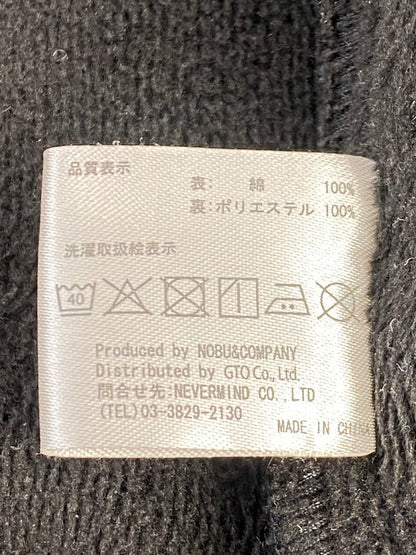 品質表示
表: 綿 100%
裏:ポリエステル 100%
洗濯取扱絵表示
40
Produced by NOBU&COMPANY
Distributed by GTO Co., Ltd.
問合せ先:NEVERMIND CO., LTD
(TEL)03-3829-2130
MADE IN CHINA